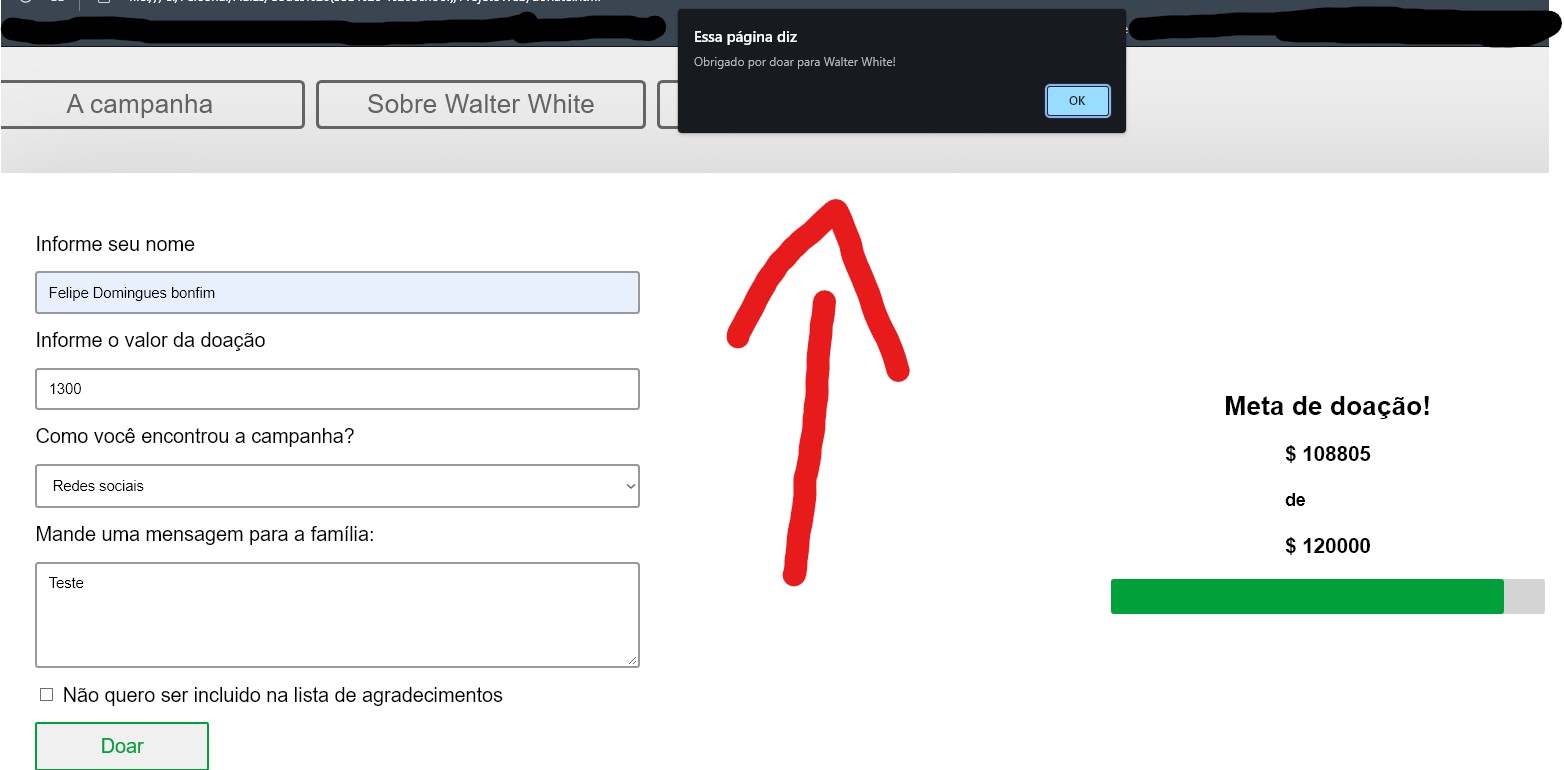 Essa página diz
Obrigado por doar para Walter White!
OK
A campanha
Sobre Walter White
Informe seu nome
Felipe Domingues bonfim
Informe o valor da doação
1300
Como você encontrou a campanha?
Redes sociais
Mande uma mensagem para a família:
Teste
Não quero ser incluido na lista de agradecimentos
Doar
Meta de doação!
$ 108805
de
$ 120000